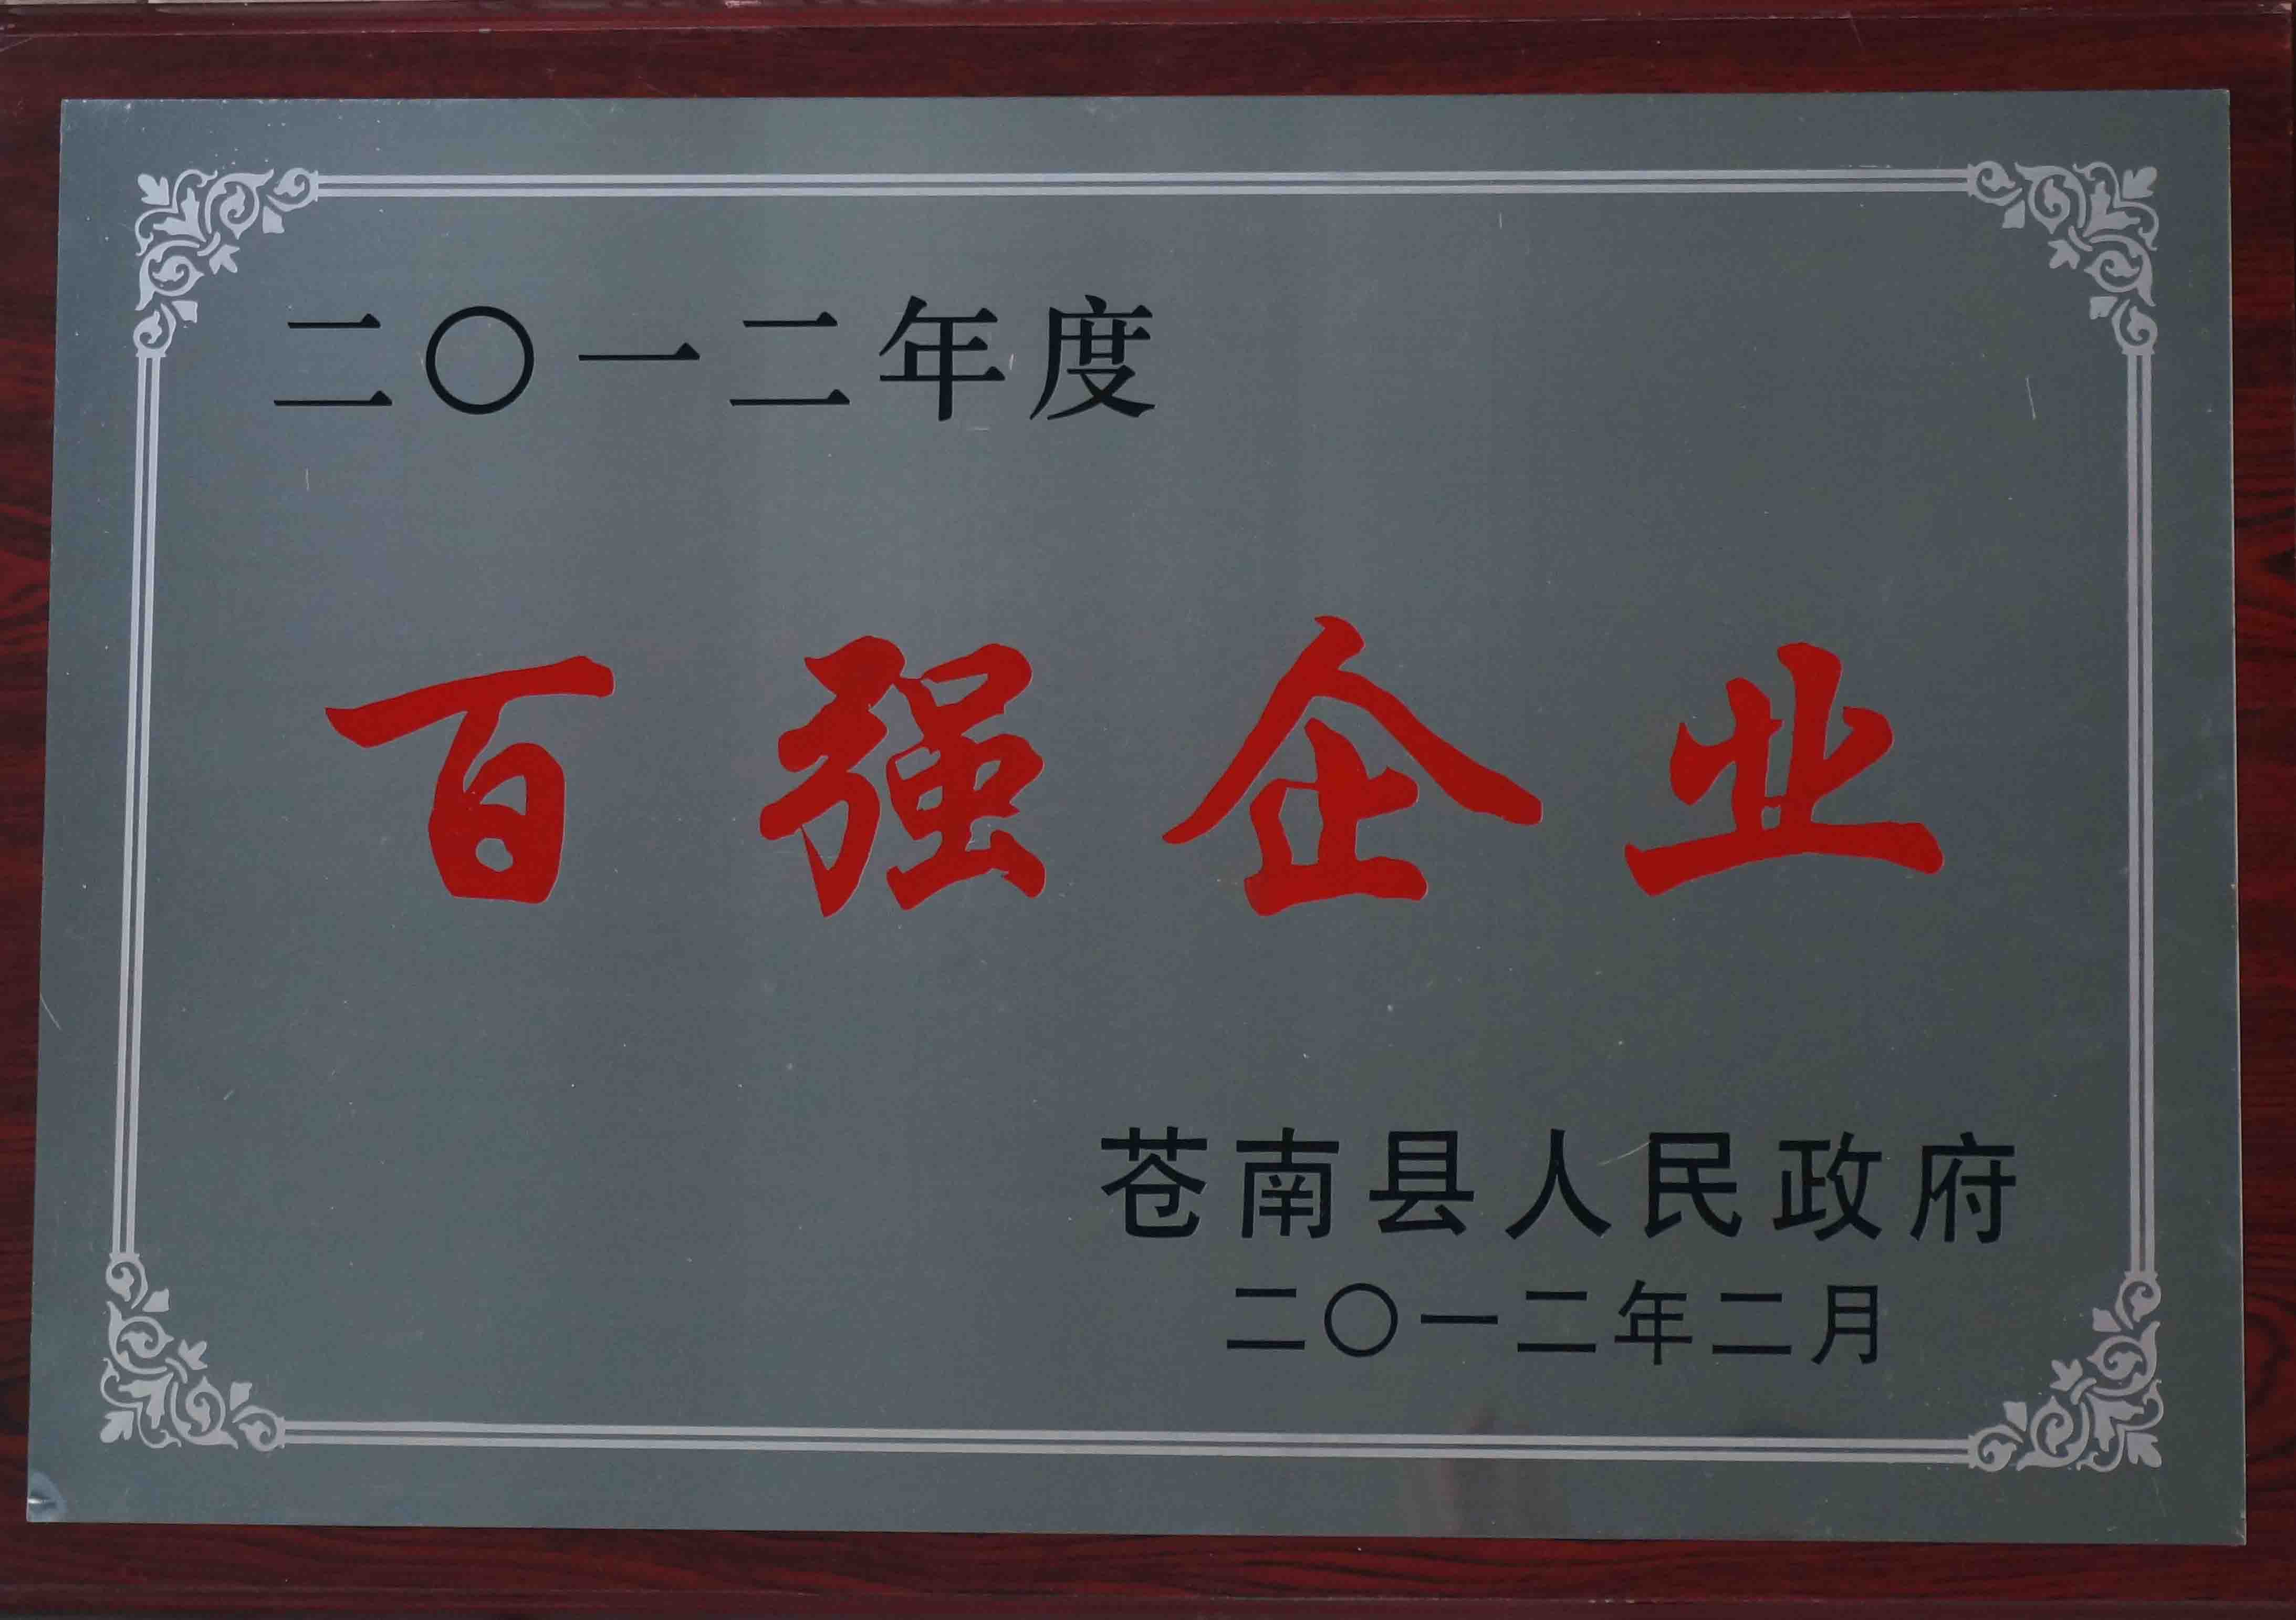 二〇一二年度
百强企业
苍南县人民政府
二〇一二年二月